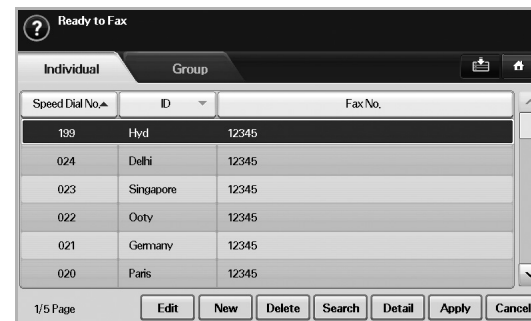 Ready to Fax
Individual Group
Speed Dial No. ID Fax No.
199 Hyd 12345
024 Delhi 12345
023 Singapore 12345
022 Ooty 12345
021 Germany 12345
020 Paris 12345
1/5 Page Edit New Delete Search Detail Apply Cancel